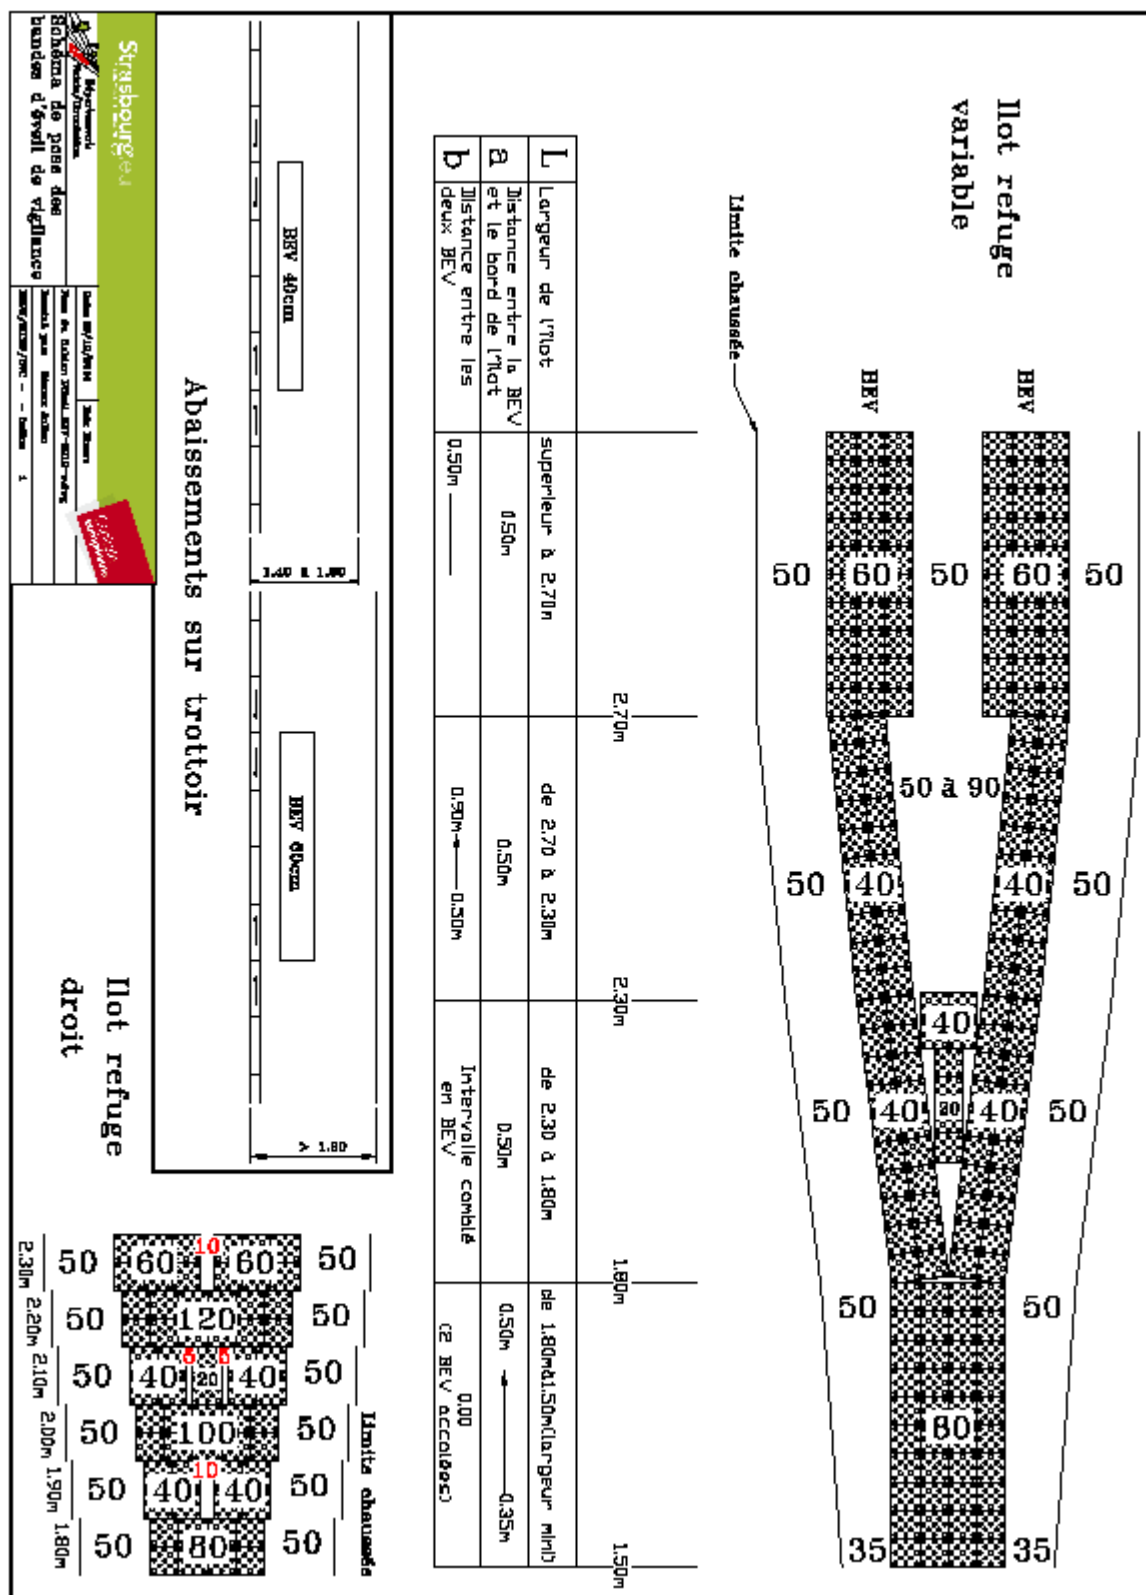 Ilot refuge
variable
Limite chaussée
BEV
BEV
50 60 50 60 50
50 à 90
50 40 40 50
40
50 40 20 40 50
50 50
80
35 35
L Largeur de l'îlot superieur à 2.70m de 2.70 à 2.30m de 2.30 à 1.80m de 1.80mà1.50m(largeur mini)
a Distance entre la BEV
et le bord de l'îlot
0.50m 0.50m 0.50m 0.50m 0.35m
b Distance entre les
deux BEV
0.50m 0.90m 0.50m
Intervalle comblé
en BEV
0.00
(2 BEV accolées)
2.70m 2.30m 1.80m 1.50m
BEV 40cm
BEV 60cm
1.40 à 1.80
> 1.80
Abaissements sur trottoir
Strasbourg.eu
Schéma de pose des
bandes d'éveil de vigilance
Ilot refuge
droit
Limite chaussée
50 60 10 60 50
2.30m
50 120 50
2.20m
50 40 5 20 5 40 50
2.10m
50 100 50
2.00m
50 40 10 40 50
1.90m
50 80 50
1.80m